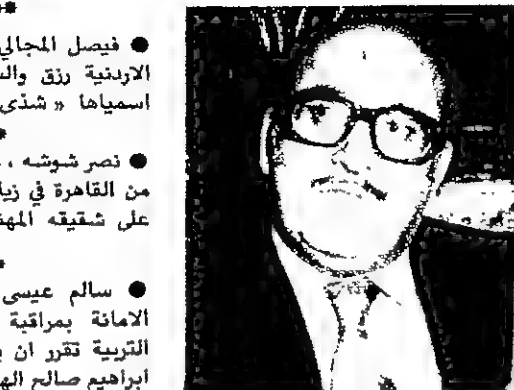 **
● فيصل المجالي
الاردنية رزق والس
اسمياها « شذى
*
● نصر شوشه ،
من القاهرة في زيا
على شقيقه المهن
*
● سالم عيسى
الامانة بمراقبة
التربية تقرر ان ي
ابراهيم صالح اله